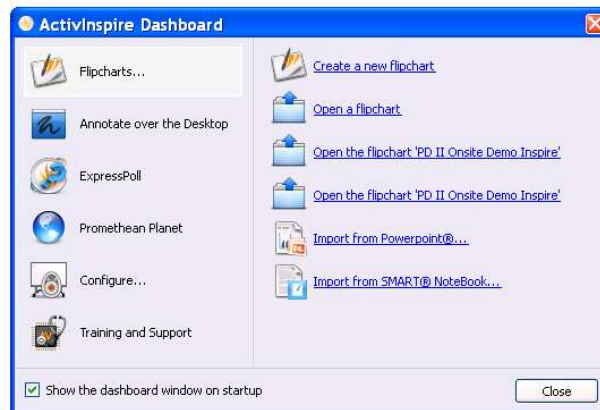 ActivInspire Dashboard
Flipcharts...
Annotate over the Desktop
ExpressPoll
Promethean Planet
Configure...
Training and Support
Create a new flipchart
Open a flipchart
Open the flipchart 'PD II Onsite Demo Inspire'
Open the flipchart 'PD II Onsite Demo Inspire'
Import from Powerpoint®...
Import from SMART® NoteBook...
Show the dashboard window on startup
Close